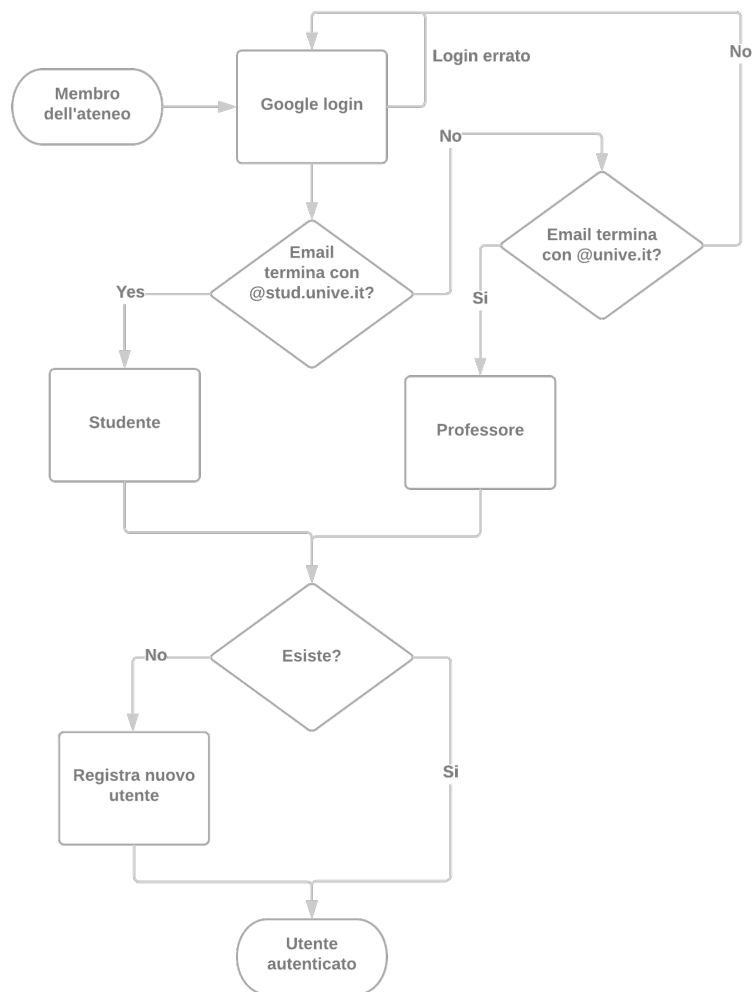 Login errato
No
Membro
dell'ateneo
Google login
No
Email termina
con @unive.it?
Email
termina con
@stud.unive.it?
Yes
Si
Studente
Professore
Esiste?
No
Si
Registra nuovo
utente
Utente
autenticato